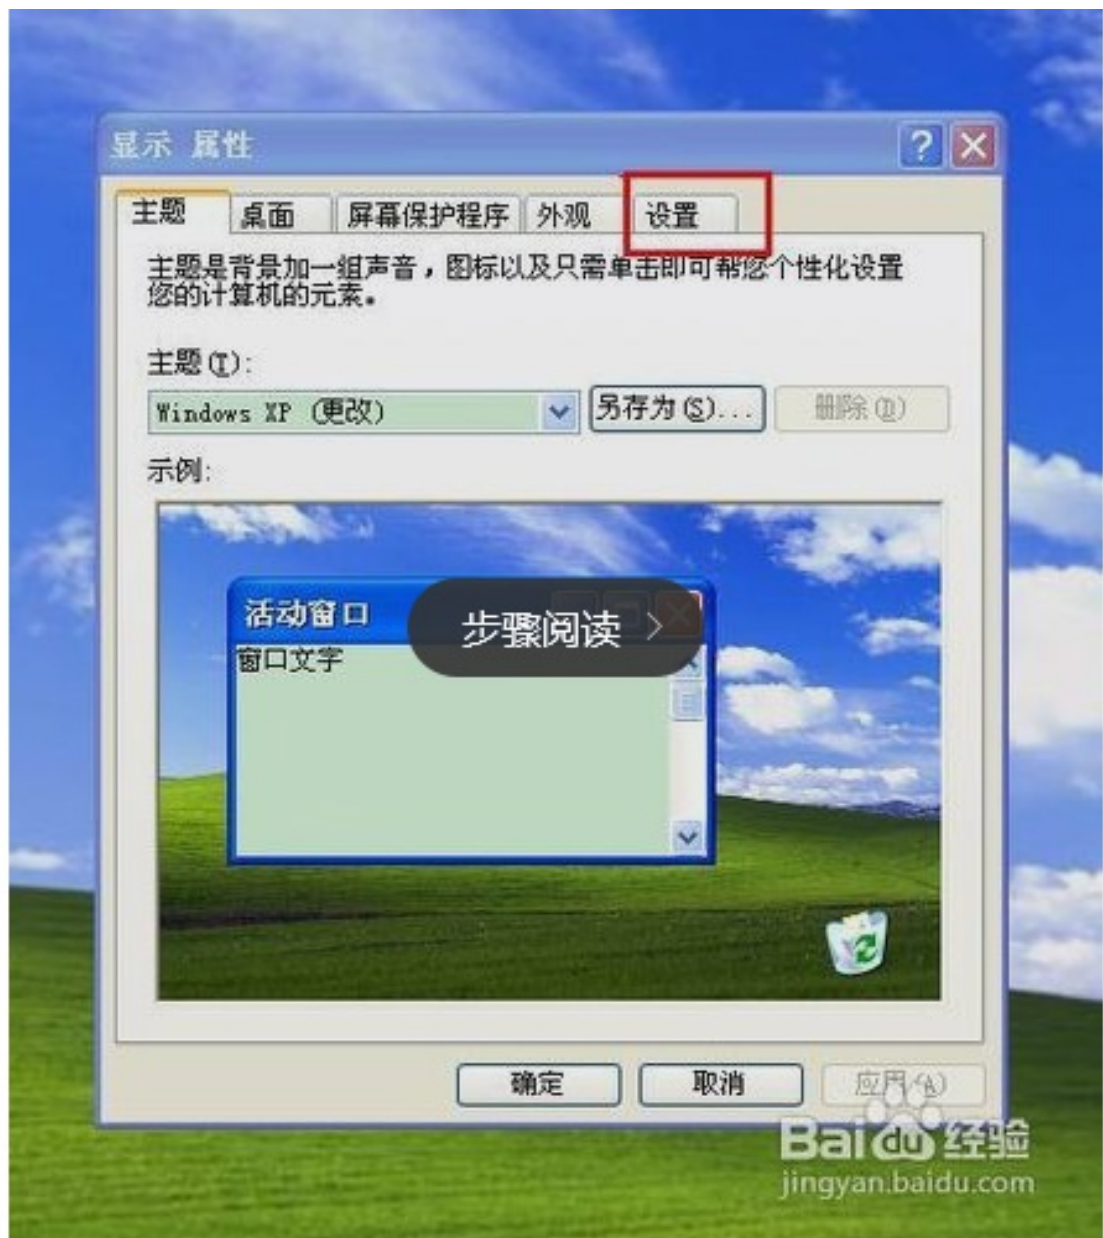 显示 属性
主题 桌面 屏幕保护程序 外观 设置
主题是背景加一组声音，图标以及只需单击即可帮您个性化设置
您的计算机的元素。
主题(T):
Windows XP (更改) 另存为(S)... 删除(D)
示例:
活动窗口
步骤阅读 >
窗口文字
确定 取消 应用(A)
Baidu 经验
jingyan.baidu.com